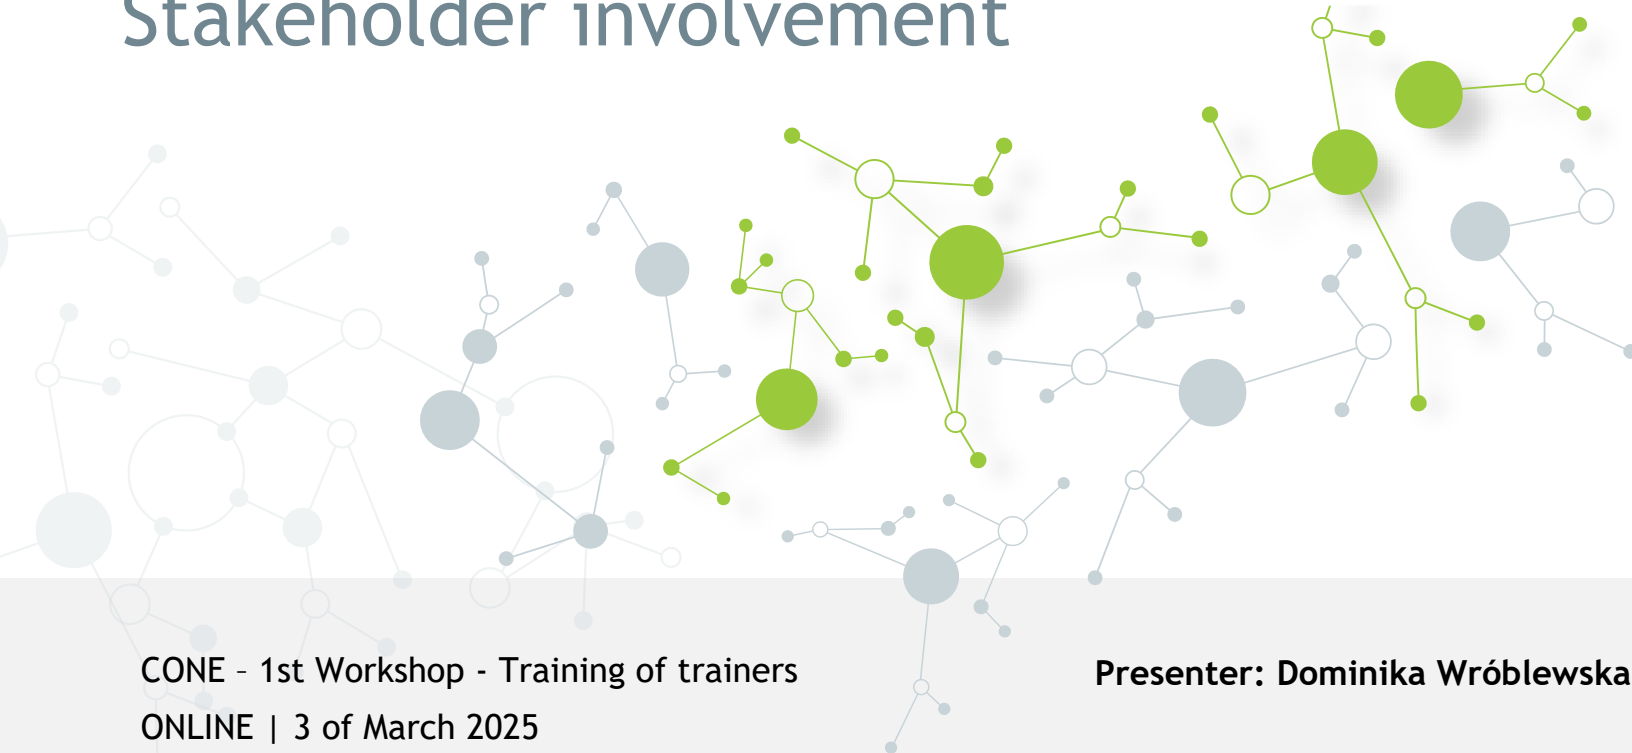 Stakeholder involvement
CONE – 1st Workshop - Training of trainers
Presenter: Dominika Wróblewska
ONLINE | 3 of March 2025